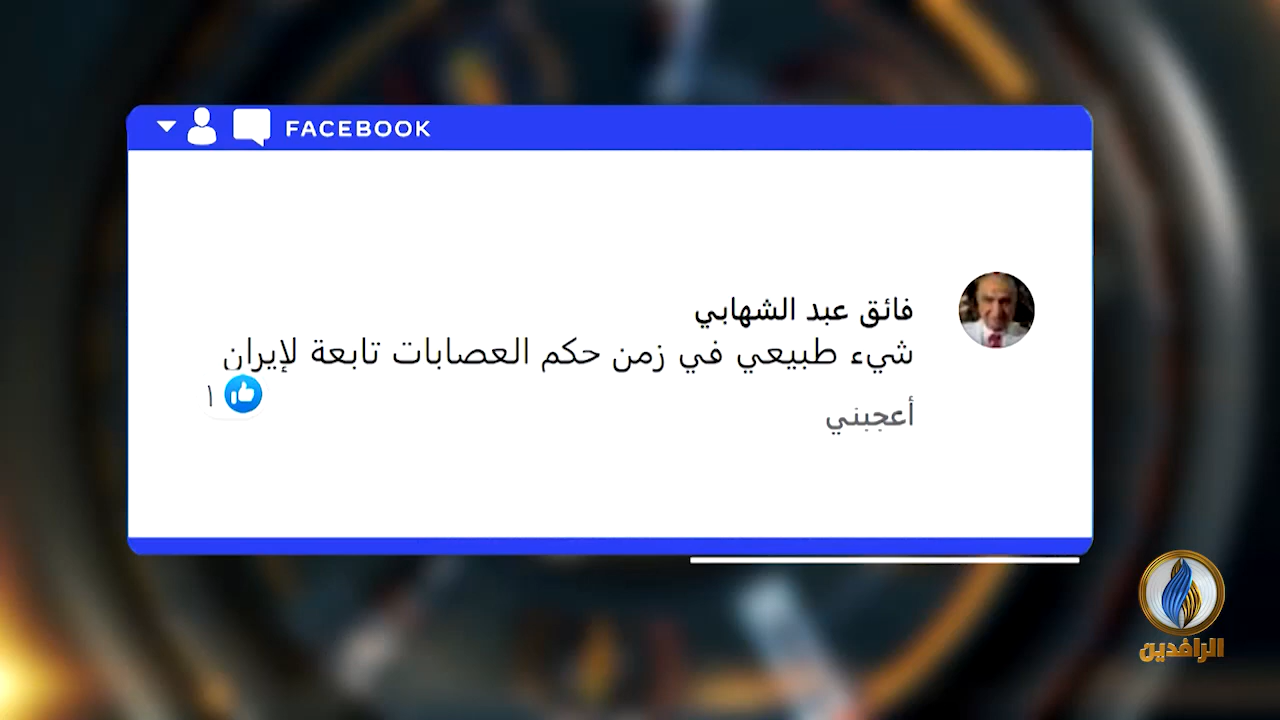 FACEBOOK
فائق عبد الشهابي
شيء طبيعي في زمن حكم العصابات تابعة لإيران
١
أعجبني
الرافدين